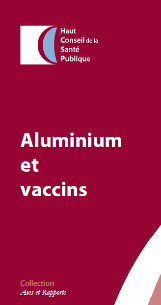 Haut
Conseil de la
Santé
Publique
Aluminium
et
vaccins
Collection
Avis et Rapports